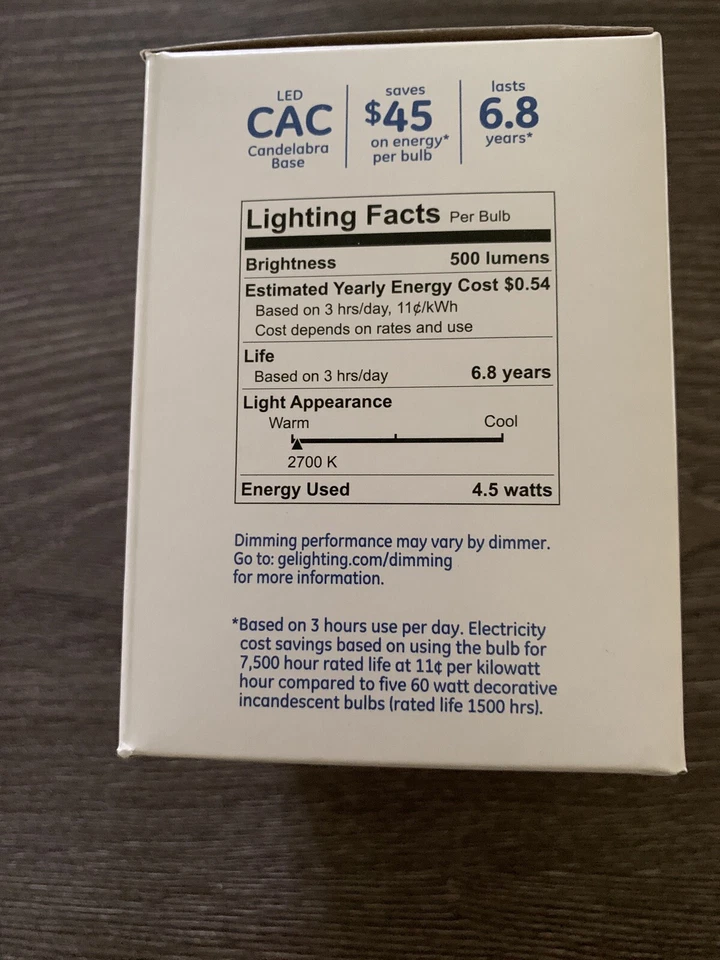 LED
CAC
Candelabra
Base
saves
$45
on energy*
per bulb
lasts
6.8
years*
Lighting Facts Per Bulb
Brightness 500 lumens
Estimated Yearly Energy Cost $0.54
Based on 3 hrs/day, 11¢/kWh
Cost depends on rates and use
Life
Based on 3 hrs/day 6.8 years
Light Appearance
Warm Cool
2700 K
Energy Used 4.5 watts
Dimming performance may vary by dimmer.
Go to: gelighting.com/dimming
for more information.
*Based on 3 hours use per day. Electricity
cost savings based on using the bulb for
7,500 hour rated life at 11¢ per kilowatt
hour compared to five 60 watt decorative
incandescent bulbs (rated life 1500 hrs).